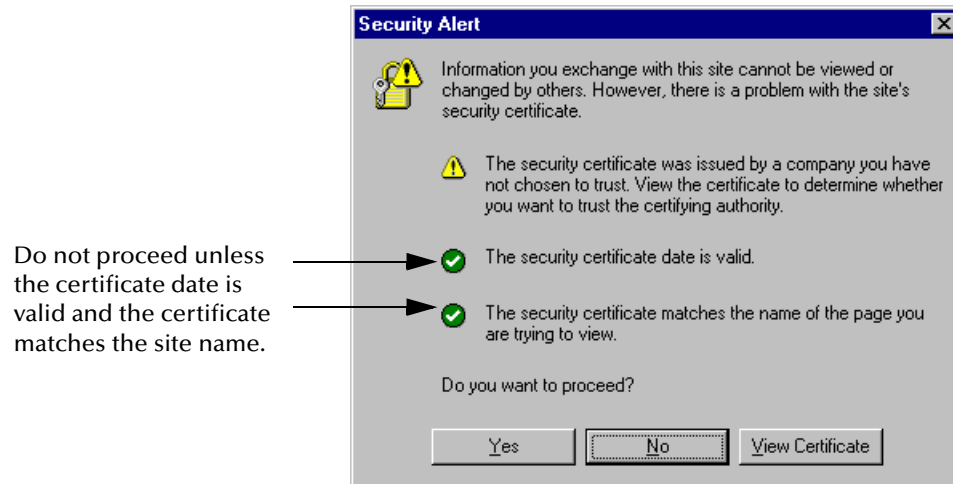 Security Alert
Information you exchange with this site cannot be viewed or
changed by others. However, there is a problem with the site's
security certificate.
The security certificate was issued by a company you have
not chosen to trust. View the certificate to determine whether
you want to trust the certifying authority.
Do not proceed unless
the certificate date is
valid and the certificate
matches the site name.
The security certificate date is valid.
The security certificate matches the name of the page you
are trying to view.
Do you want to proceed?
Yes
No
View Certificate